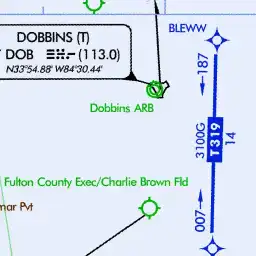 BLEWW
DOBBINS (T)
DOB (113.0)
N33°54.88' W84°30.44'
Dobbins ARB
187
3100G
T 319
14
007
Fulton County Exec/Charlie Brown Fld
mar Pvt